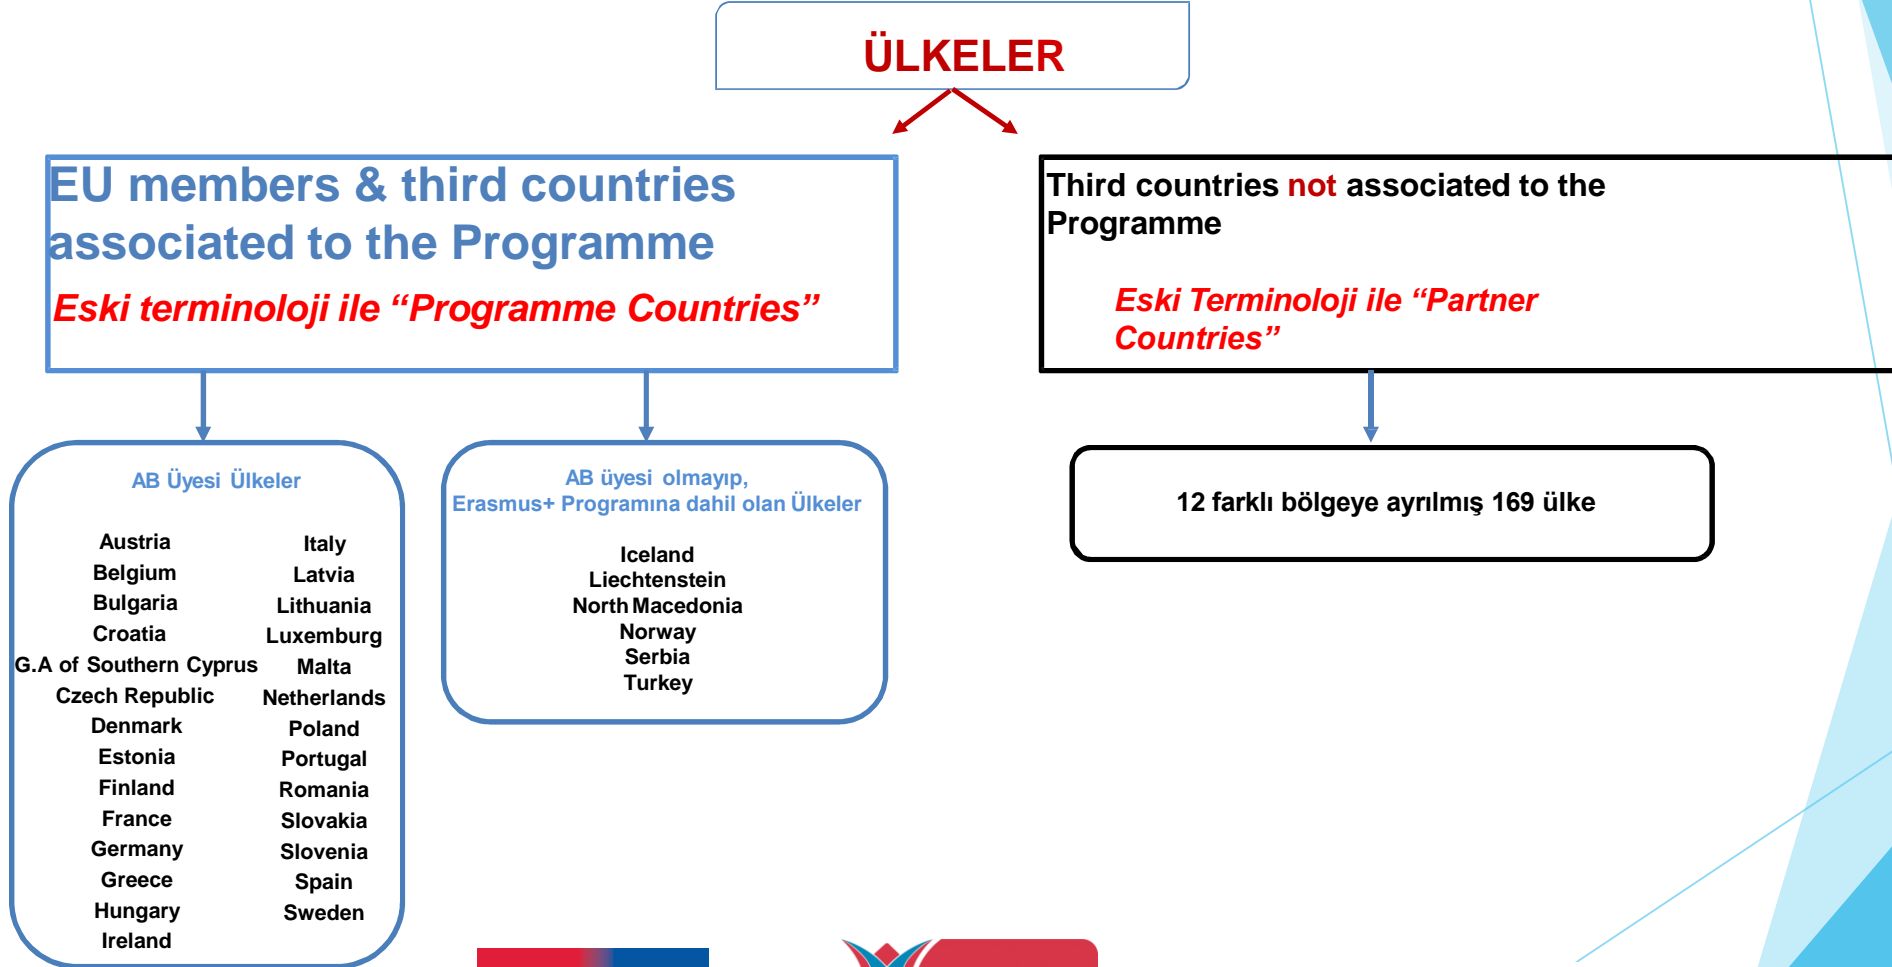 ÜLKELER
EU members & third countries
associated to the Programme
Eski terminoloji ile “Programme Countries”
Third countries not associated to the
Programme
Eski Terminoloji ile “Partner
Countries”
AB Üyesi Ülkeler
Austria
Belgium
Bulgaria
Croatia
G.A of Southern Cyprus
Czech Republic
Denmark
Estonia
Finland
France
Germany
Greece
Hungary
Ireland
Italy
Latvia
Lithuania
Luxemburg
Malta
Netherlands
Poland
Portugal
Romania
Slovakia
Slovenia
Spain
Sweden
AB üyesi olmayıp,
Erasmus+ Programına dahil olan Ülkeler
Iceland
Liechtenstein
North Macedonia
Norway
Serbia
Turkey
12 farklı bölgeye ayrılmış 169 ülke